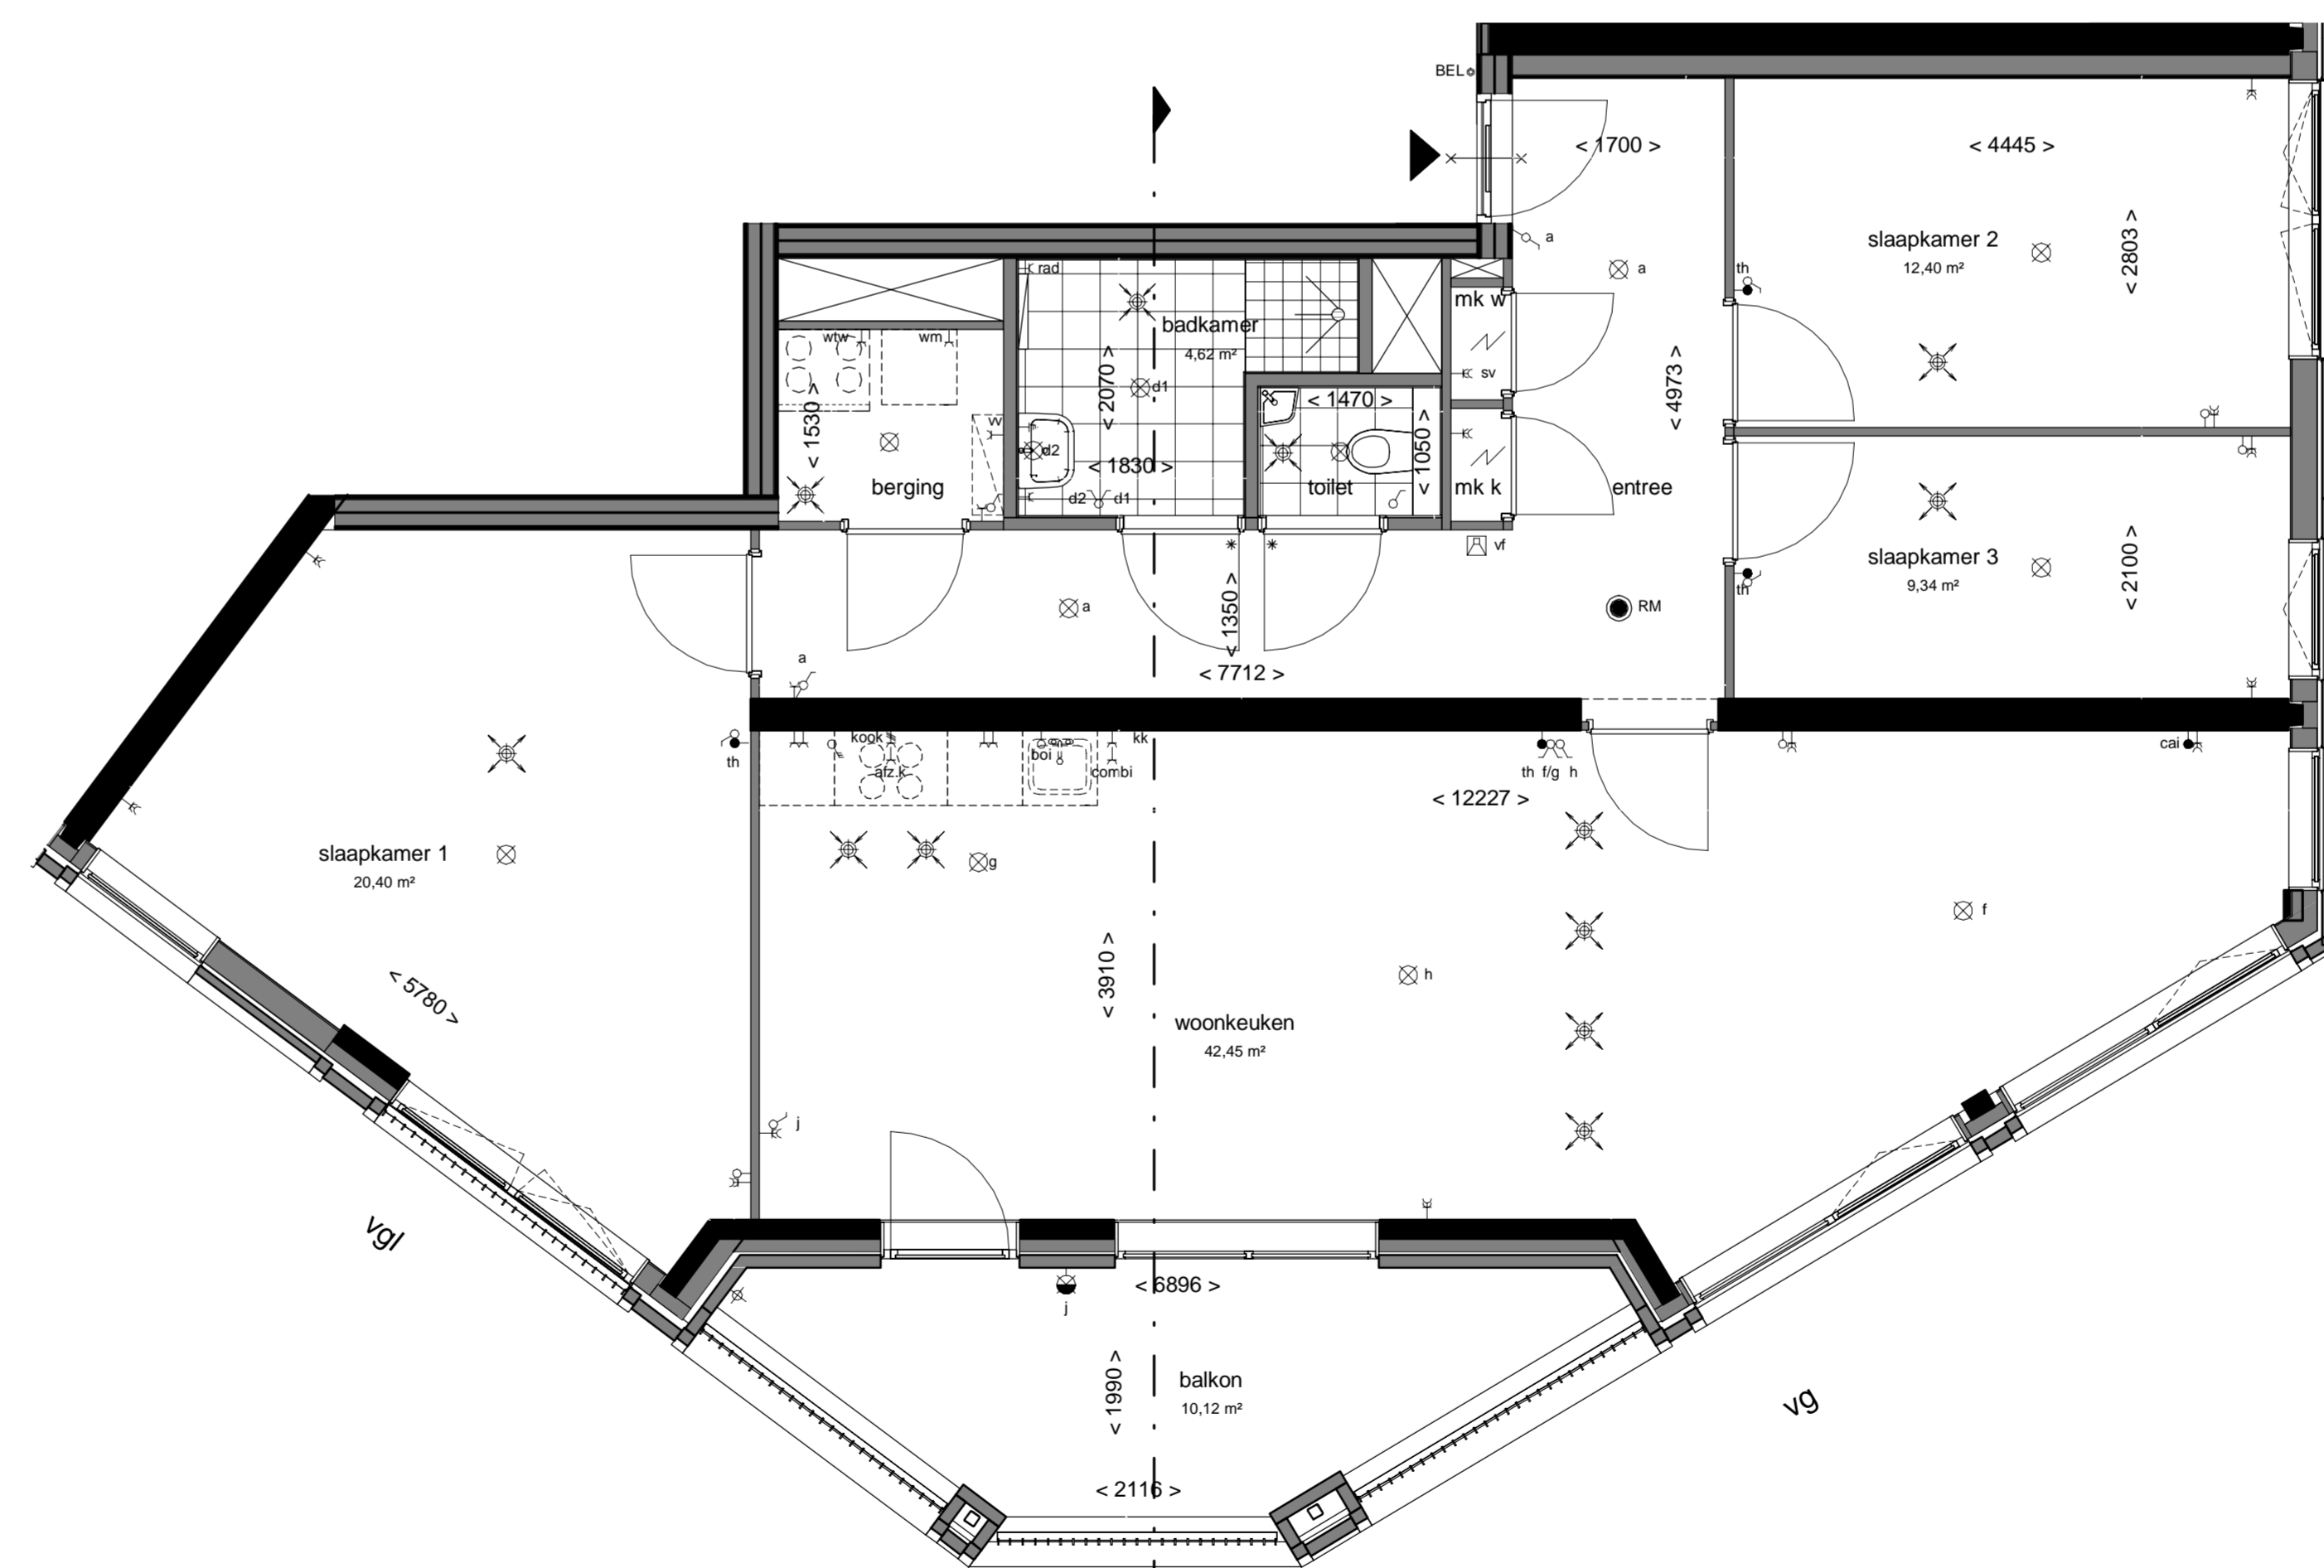 BEL
< 1700 >
< 4445 >
a
slaapkamer 2
12,40 m²
< 2803 >
a
th
rad
mk w
badkamer
4,62 m²
wtw
wm
< 2070 >
d1
sv
< 4973 >
< 1530 >
< 1470 >
< 1050 >
d2
< 1830 >
berging
d2
d1
toilet
mk k
entree
vf
slaapkamer 3
9,34 m²
< 2100 >
th
a
< 1350 >
RM
a
< 7712 >
th
kook
afz.k
boi
kk
combi
th f/g h
cai
< 12227 >
slaapkamer 1
20,40 m²
g
f
< 5780 >
< 3910 >
h
woonkeuken
42,45 m²
j
vgl
< 6896 >
j
< 1990 >
balkon
10,12 m²
vg
< 2116 >